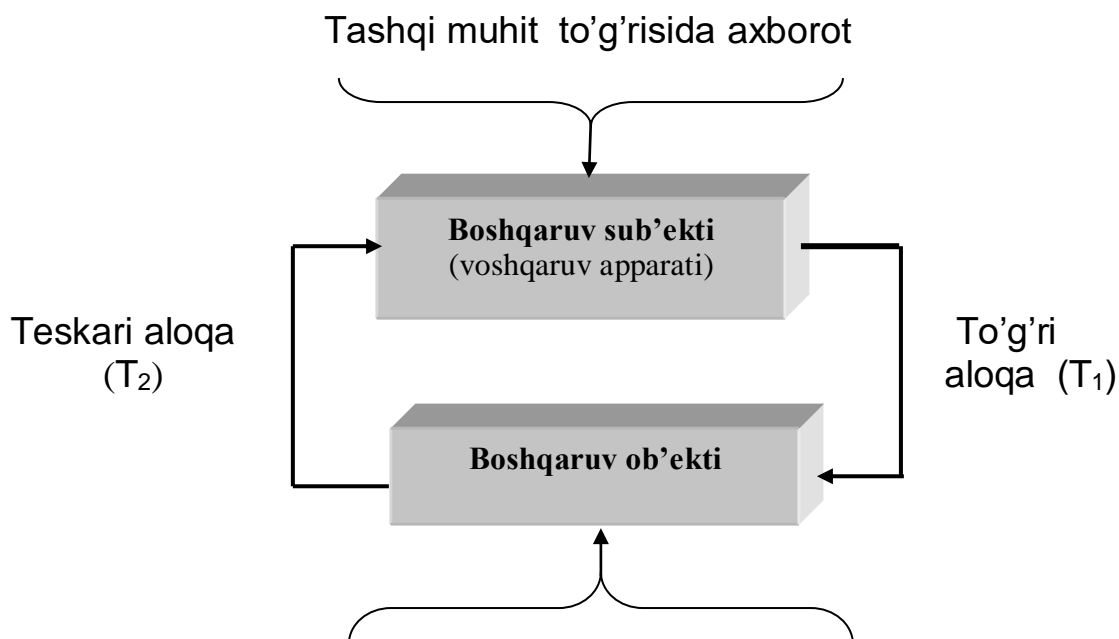 Tashqi muhit to’g’risida axborot
Boshqaruv sub’ekti
(voshqaruv apparati)
Teskari aloqa
(T₂)
To’g’ri
aloqa (T₁)
Boshqaruv ob’ekti